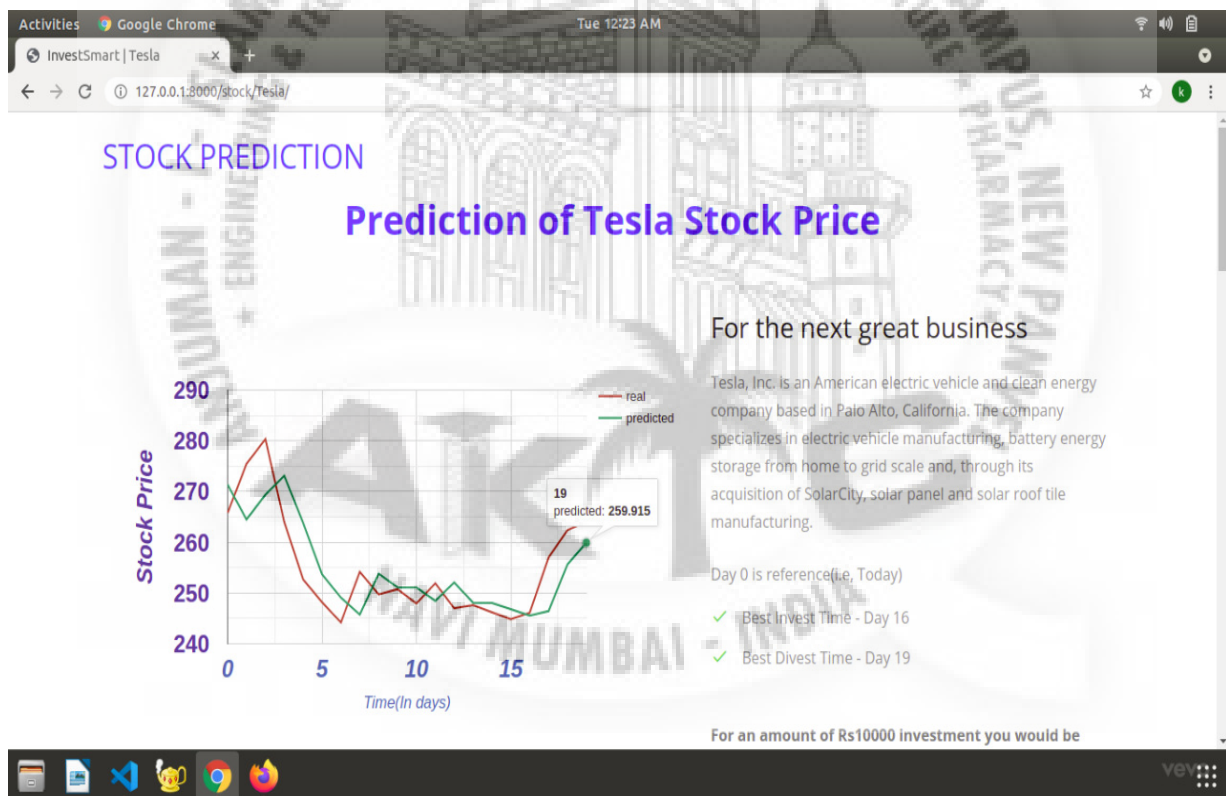 Activities Google Chrome Tue 12:23 AM
InvestSmart | Tesla × +
127.0.0.1:8000/stock/Tesla/ k
STOCK PREDICTION
Prediction of Tesla Stock Price
For the next great business
Tesla, Inc. is an American electric vehicle and clean energy
company based in Palo Alto, California. The company
specializes in electric vehicle manufacturing, battery energy
storage from home to grid scale and, through its
acquisition of SolarCity, solar panel and solar roof tile
manufacturing.
Day 0 is reference(i.e, Today)
Best Invest Time - Day 16
Best Divest Time - Day 19
For an amount of Rs10000 investment you would be
Stock Price
290
280
270
260
250
240
0 5 10 15
Time(In days)
real
predicted
19
predicted: 259.915
AIKTC
NAVI MUMBAI - INDIA